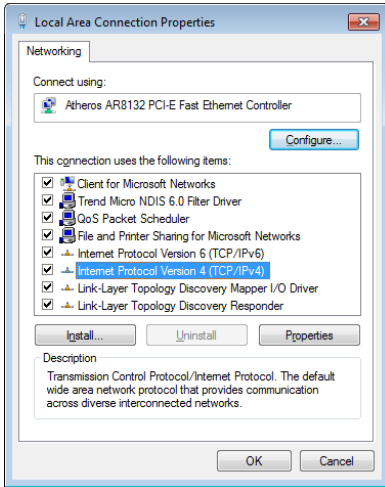 Local Area Connection Properties
Networking
Connect using:
Atheros AR8132 PCI-E Fast Ethernet Controller
Configure...
This connection uses the following items:
Client for Microsoft Networks
Trend Micro NDIS 6.0 Filter Driver
QoS Packet Scheduler
File and Printer Sharing for Microsoft Networks
Internet Protocol Version 6 (TCP/IPv6)
Internet Protocol Version 4 (TCP/IPv4)
Link-Layer Topology Discovery Mapper I/O Driver
Link-Layer Topology Discovery Responder
Install... Uninstall Properties
Description
Transmission Control Protocol/Internet Protocol. The default
wide area network protocol that provides communication
across diverse interconnected networks.
OK Cancel